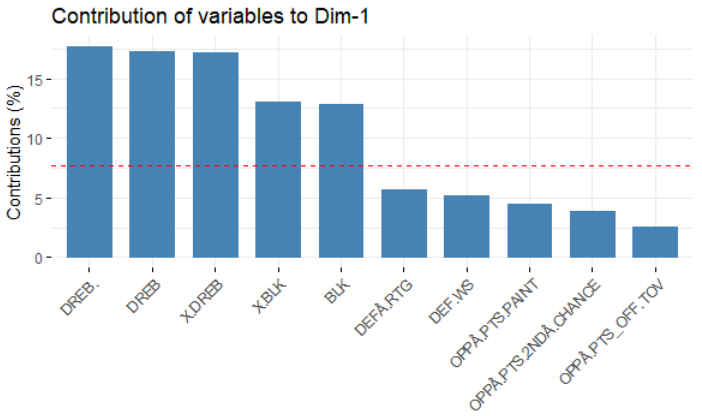 Contribution of variables to Dim-1
Contributions (%)
15
10
5
0
DREB.
DREB
X.DREB
X.BLK
BLK
DEFÂ.RTG
DEF.WS
OPPÂ.PTS.PAINT
OPPÂ.PTS.2NDÂ.CHANCE
OPPÂ.PTS_OFF.TOV